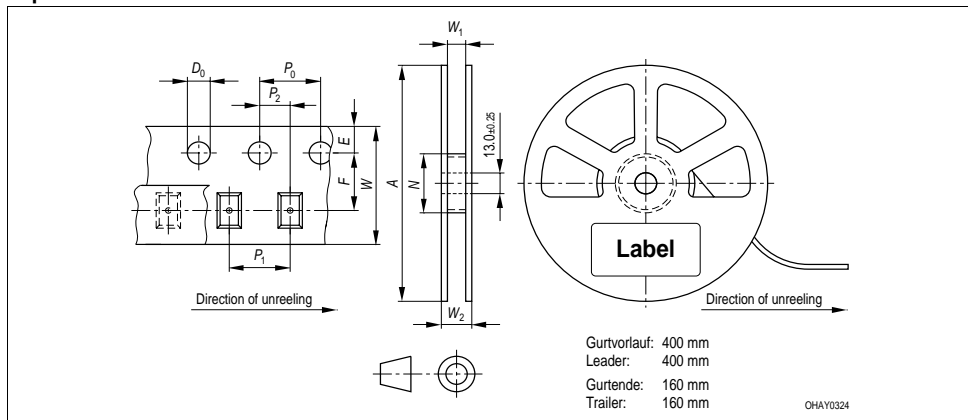 W1
D0
P0
P2
E
F
W
A
N
13.0±0.25
P1
W2
Label
Direction of unreeling
Direction of unreeling
Gurtvorlauf: 400 mm
Leader: 400 mm
Gurtende: 160 mm
Trailer: 160 mm
OHAY0324